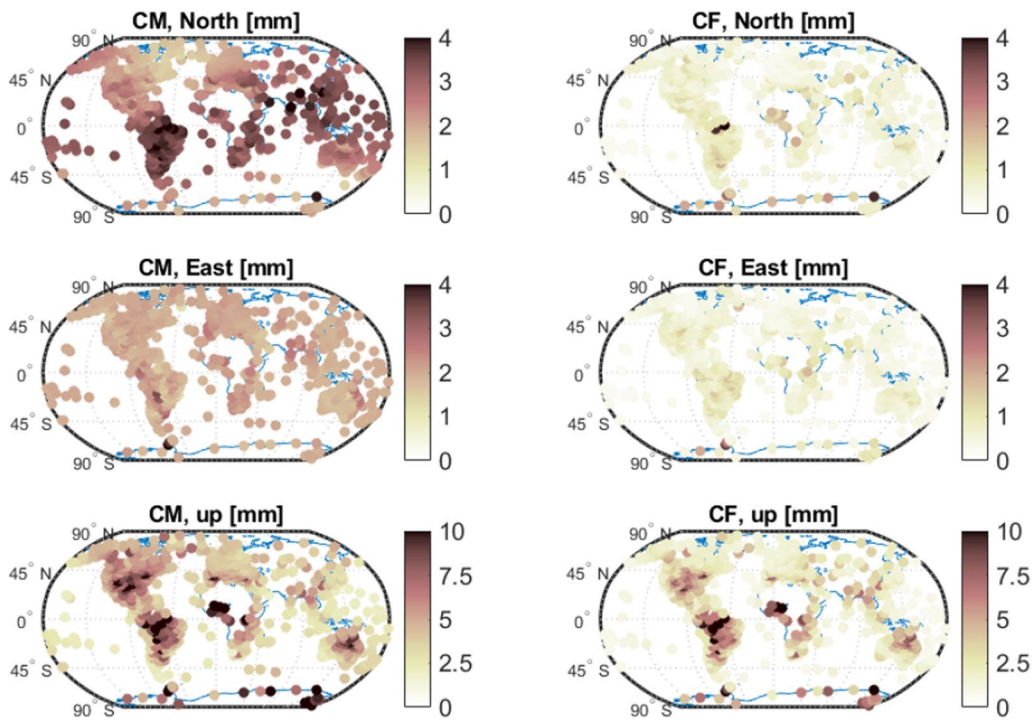 CM, North [mm]
90° N
45° N
0°
45° S
90° S
4
3
2
1
0
CF, North [mm]
90° N
45° N
0°
45° S
90° S
4
3
2
1
0
CM, East [mm]
90° N
45° N
0°
45° S
90° S
4
3
2
1
0
CF, East [mm]
90° N
45° N
0°
45° S
90° S
4
3
2
1
0
CM, up [mm]
90° N
45° N
0°
45° S
90° S
10
7.5
5
2.5
0
CF, up [mm]
90° N
45° N
0°
45° S
90° S
10
7.5
5
2.5
0